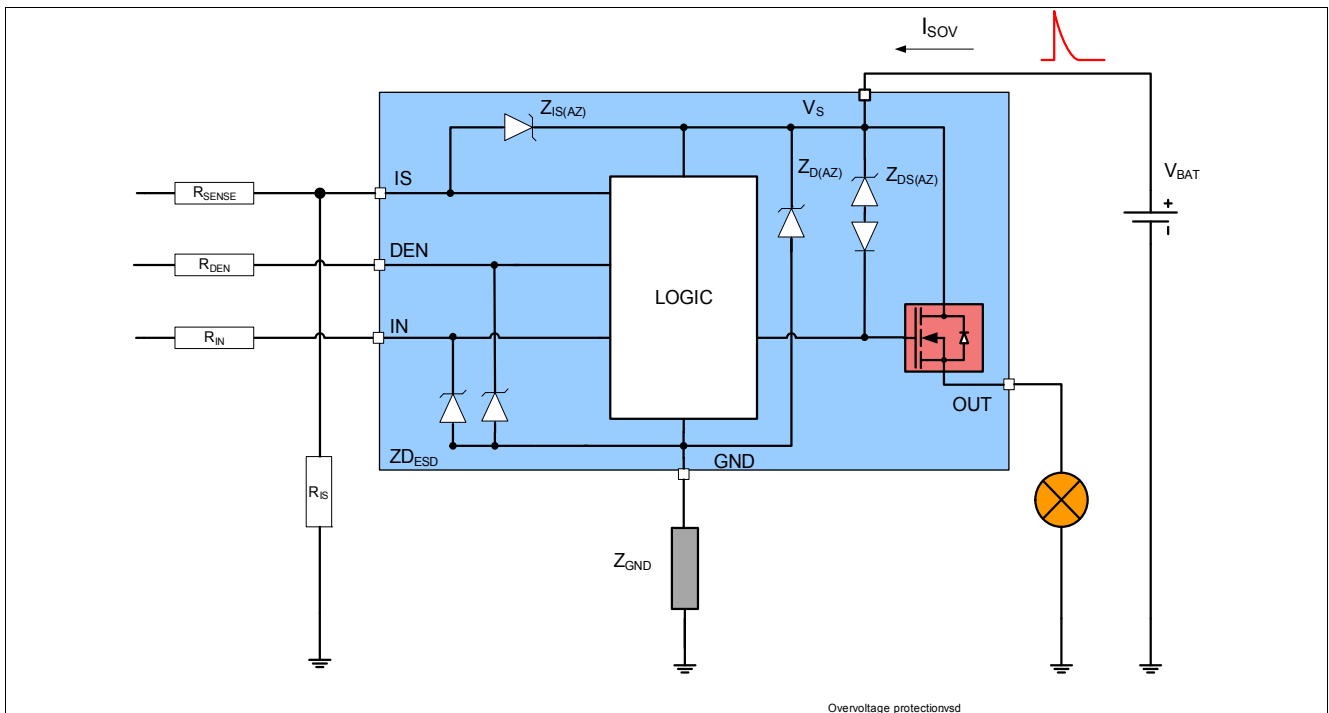 I_SOV
Z_IS(AZ)
V_S
Z_D(AZ)
Z_DS(AZ)
V_BAT
+
-
R_SENSE
IS
R_DEN
DEN
LOGIC
R_IN
IN
OUT
ZD_ESD
GND
R_IS
Z_GND
Overvoltage protectionvsd